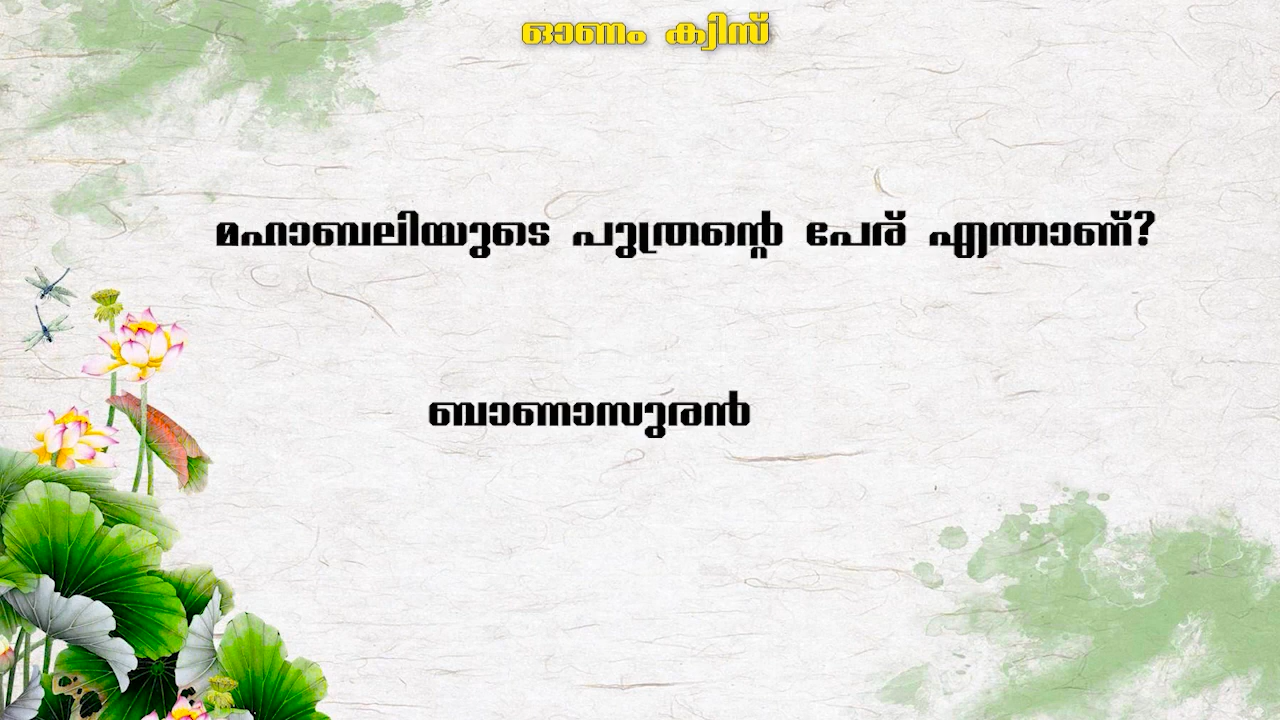 ഓണം ക്വിസ്
മഹാബലിയുടെ പുത്രന്റെ പേര് എന്താണ്?
ബാണാസുരൻ